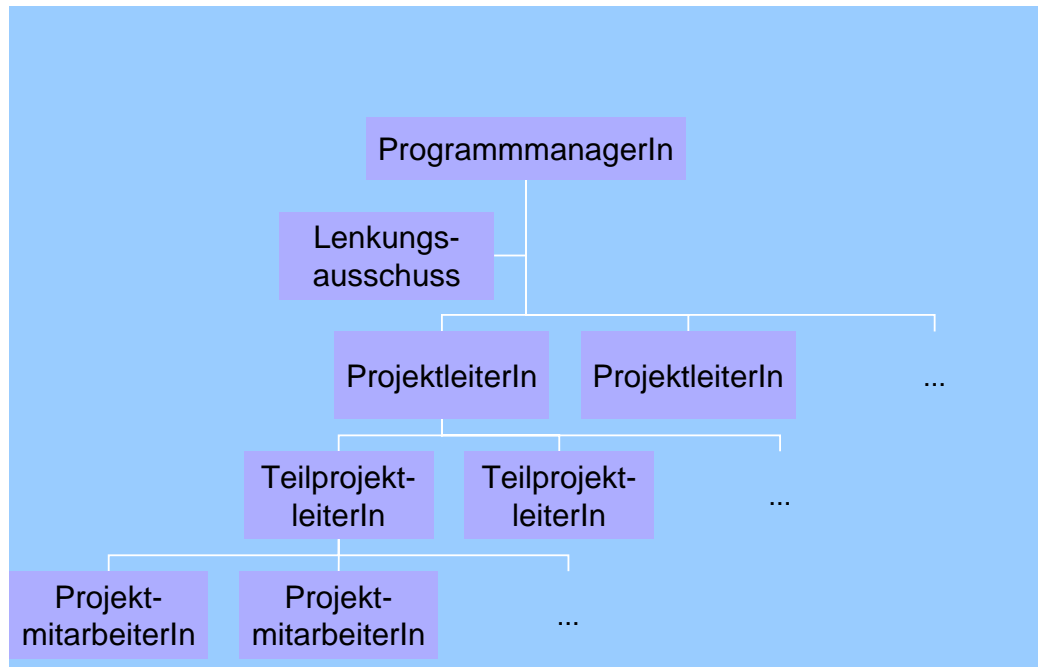 ProgrammmanagerIn
Lenkungs-
ausschuss
ProjektleiterIn
ProjektleiterIn
...
Teilprojekt-
leiterIn
Teilprojekt-
leiterIn
...
Projekt-
mitarbeiterIn
Projekt-
mitarbeiterIn
...